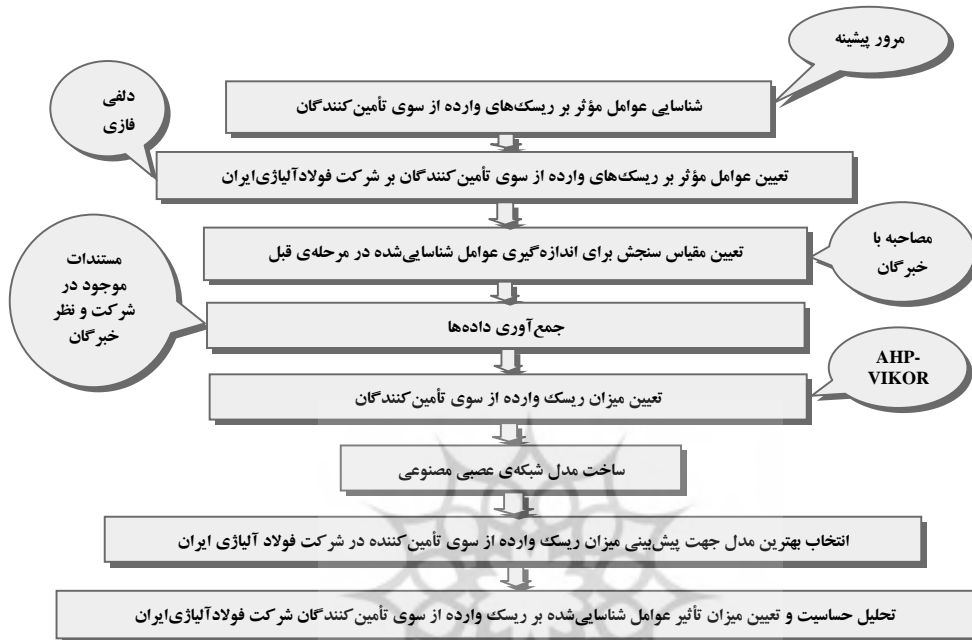 مرور پیشینه
شناسایی عوامل مؤثر بر ریسک‌های وارده از سوی تأمین‌کنندگان
دلفی
فازی
تعیین عوامل مؤثر بر ریسک‌های وارده از سوی تأمین‌کنندگان بر شرکت فولادآلیاژی‌ایران
تعیین مقیاس سنجش برای اندازه‌گیری عوامل شناسایی‌شده در مرحله‌ی قبل
مصاحبه با
خبرگان
مستندات
موجود در
شرکت و نظر
خبرگان
جمع‌آوری داده‌ها
تعیین میزان ریسک وارده از سوی تأمین‌کنندگان
AHP-
VIKOR
ساخت مدل شبکه‌ی عصبی مصنوعی
انتخاب بهترین مدل جهت پیش‌بینی میزان ریسک وارده از سوی تأمین‌کننده در شرکت فولاد آلیاژی ایران
تحلیل حساسیت و تعیین میزان تأثیر عوامل شناسایی‌شده بر ریسک وارده از سوی تأمین‌کنندگان شرکت فولادآلیاژی‌ایران